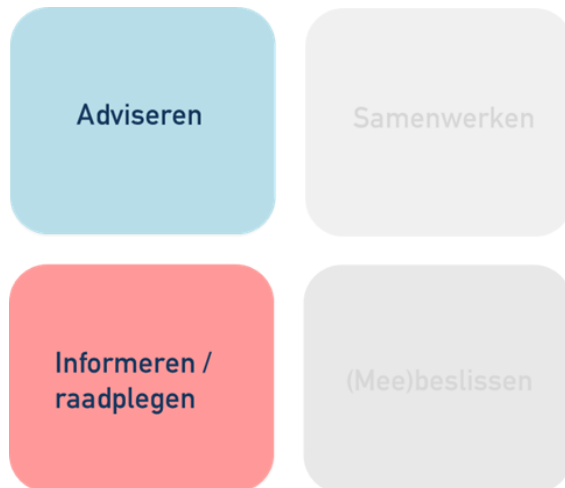 Adviseren
Samenwerken
Informeren /
raadplegen
(Mee)beslissen